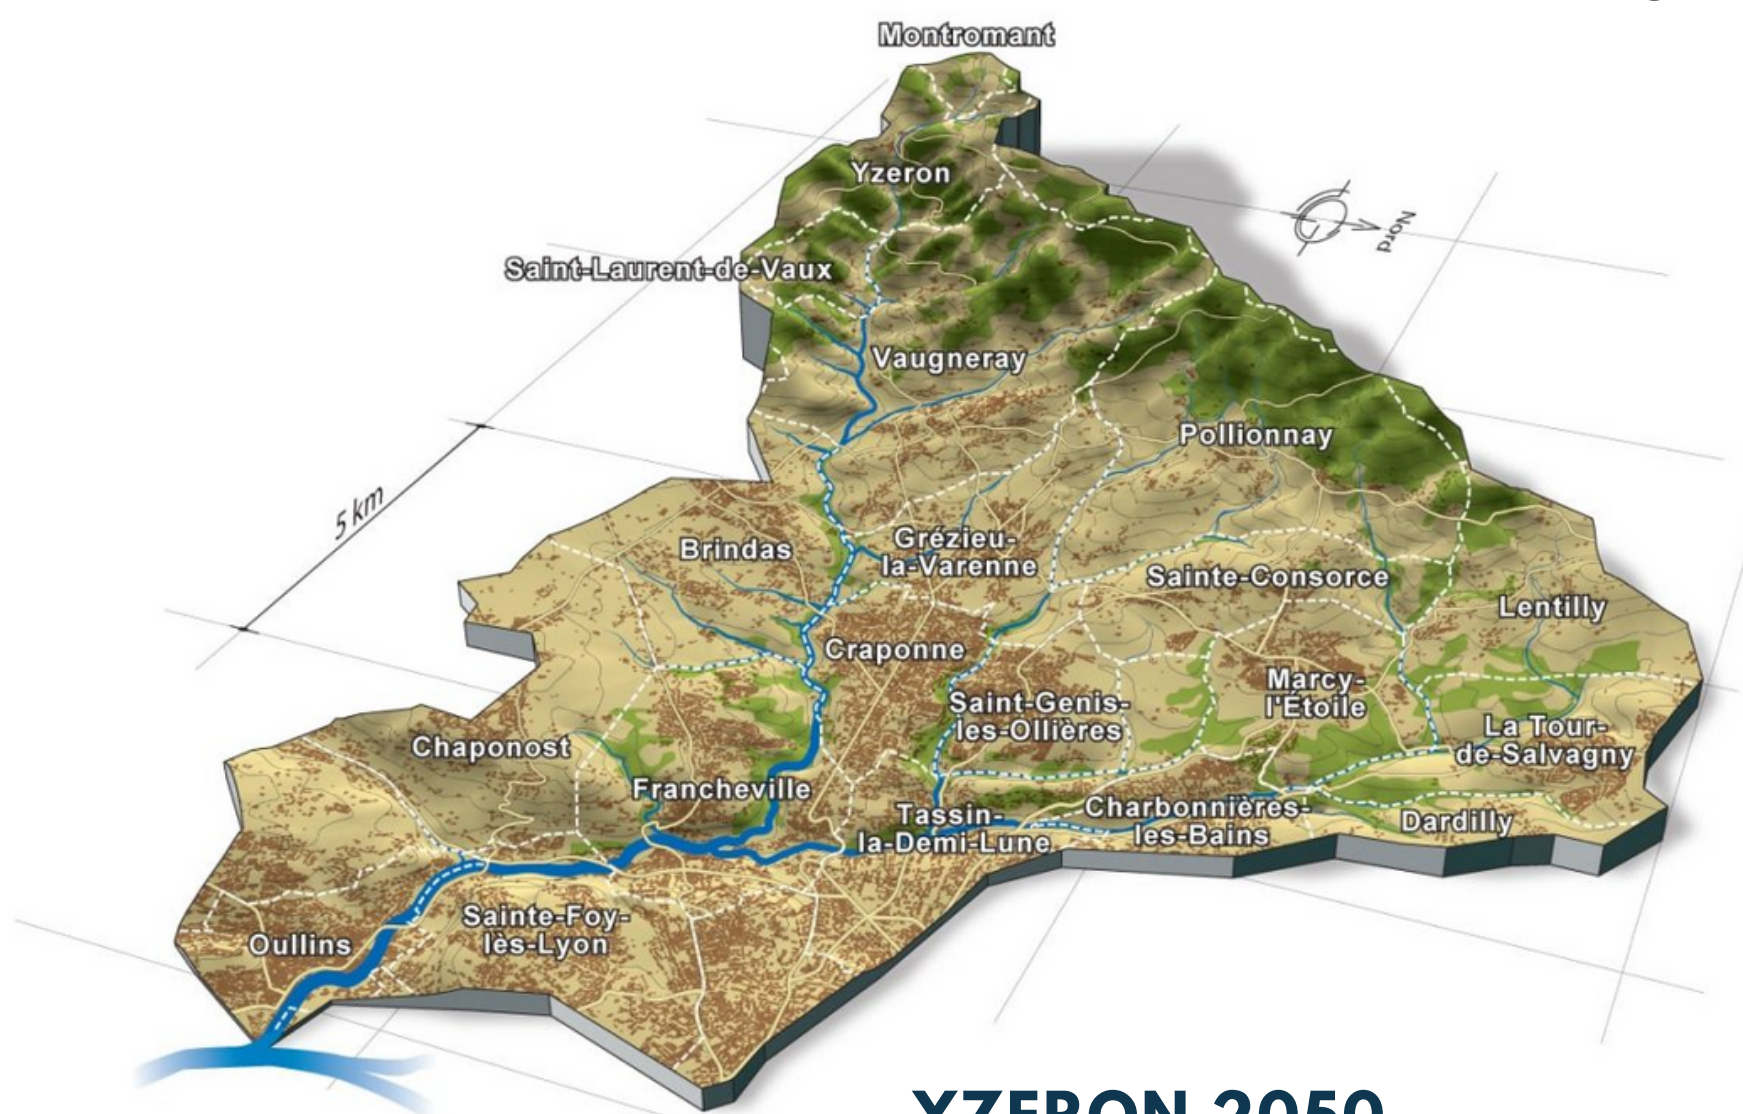 Montromant
Yzeron
Nord
Saint-Laurent-de-Vaux
Vaugneray
Pollionnay
5 km
Brindas
Grézieu-
la-Varenne
Sainte-Consorce
Lentilly
Craponne
Saint-Genis-
les-Ollières
Marcy-
l'Étoile
La Tour-
de-Salvagny
Chaponost
Francheville
Tassin-
la-Demi-Lune
Charbonnières-
les-Bains
Dardilly
Oullins
Sainte-Foy-
lès-Lyon
YZERON 2050